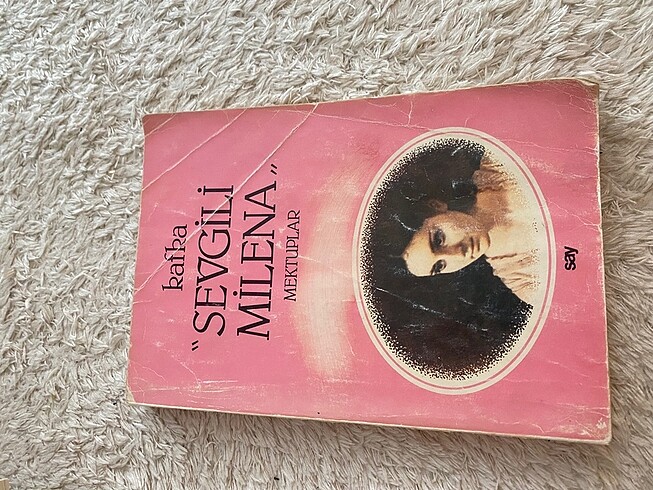 kafka
"SEVGİLİ
MİLENA"
MEKTUPLAR
say